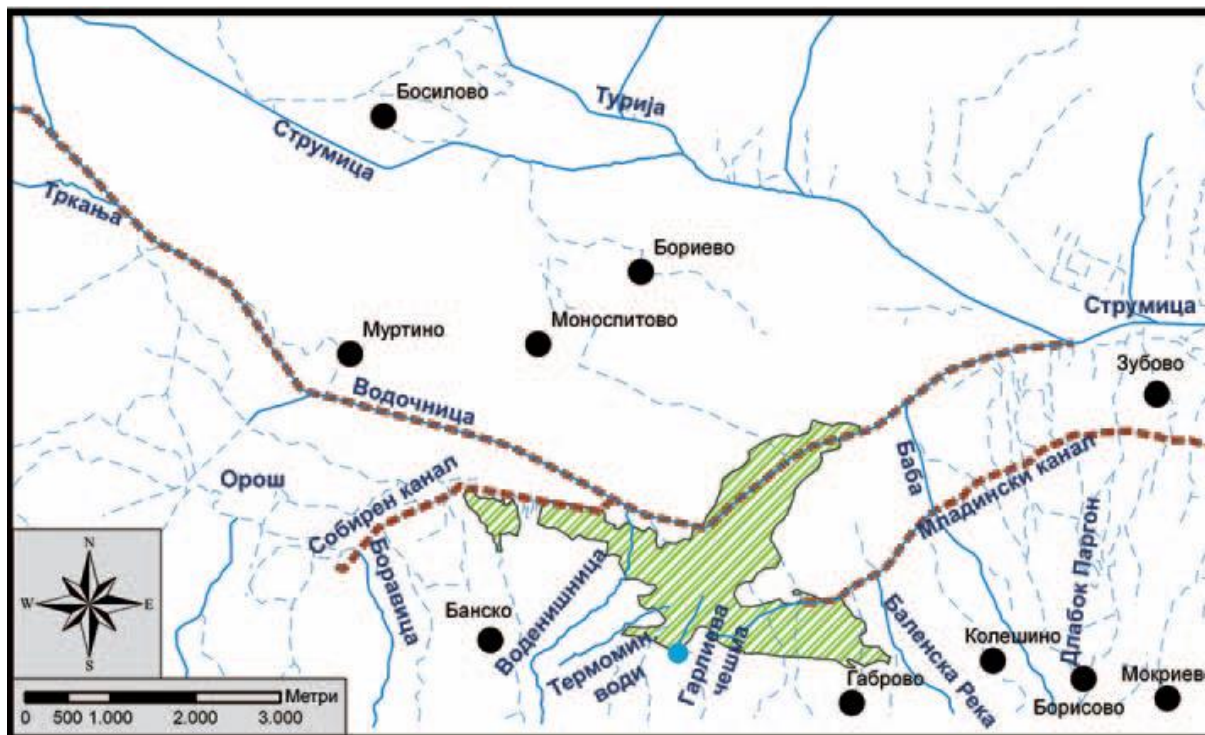 Босилово
Турија
Струмица
Тркања
Бориево
Моноспитово
Муртино
Струмица
Зубово
Водочница
Баба
Младински канал
Орош
Собирен канал
Боравица
Длабок Паргон
N
W
E
S
Банско
Воденишница
Термомин.
води
Гарлиева
чешма
Габрово
Баленска Река
Колешино
Борисово
Мокриево
Метри
0 500 1.000 2.000 3.000